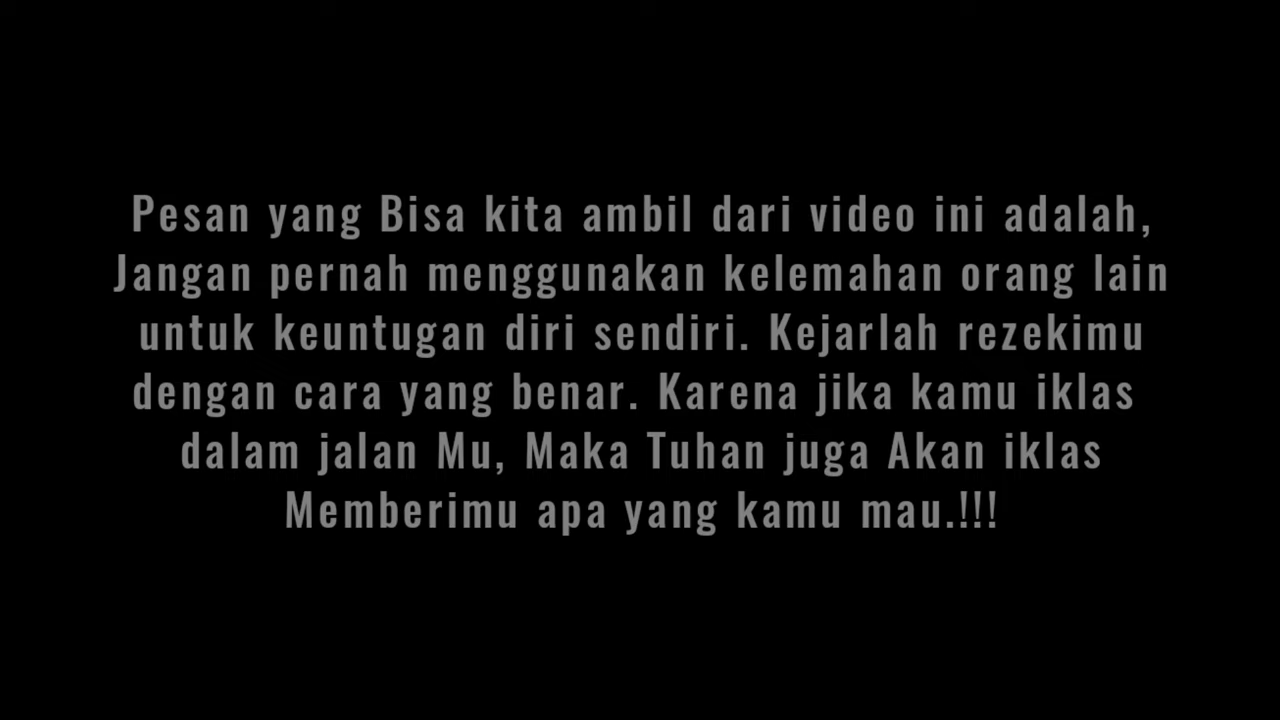 Pesan yang Bisa kita ambil dari video ini adalah,
Jangan pernah menggunakan kelemahan orang lain
untuk keuntugan diri sendiri. Kejarlah rezekimu
dengan cara yang benar. Karena jika kamu iklas
dalam jalan Mu, Maka Tuhan juga Akan iklas
Memberimu apa yang kamu mau.!!!